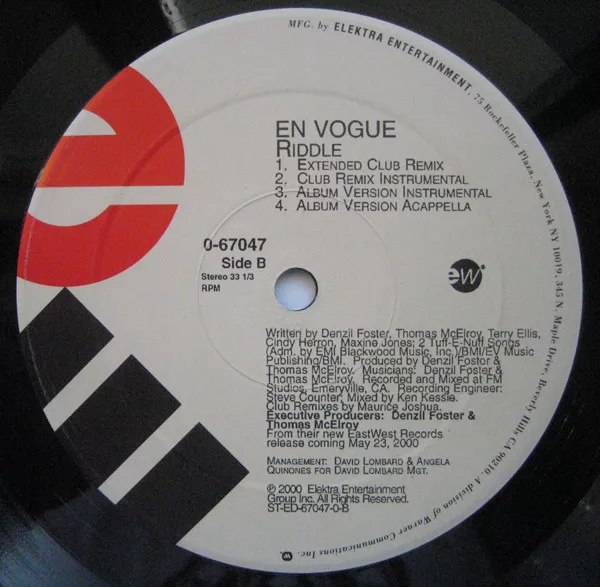 MFG. by ELEKTRA ENTERTAINMENT, 75 Rockefeller Plaza, New York NY 10019, 345 N. Maple Drive, Beverly Hills CA 90210. A division of Warner Communications Inc.
EN VOGUE
RIDDLE
1. EXTENDED CLUB REMIX
2. CLUB REMIX INSTRUMENTAL
3. ALBUM VERSION INSTRUMENTAL
4. ALBUM VERSION ACAPPELLA
0-67047
Side B
Stereo 33 1/3
RPM
ew
Written by Denzil Foster, Thomas McElroy, Terry Ellis,
Cindy Herron, Maxine Jones; 2 Tuff-E-Nuff Songs
(Adm. by EMI Blackwood Music, Inc.)/BMI/EV Music
Publishing/BMI. Produced by Denzil Fostor &
Thomas McElroy. Musicians: Denzil Foster &
Thomas McElroy. Recorded and Mixed at FM
Studios, Emeryville, CA. Recording Engineer:
Steve Counter, Mixed by Ken Kessie.
Club Remixes by Maurice Joshua.
Executive Producers: Denzil Foster &
Thomas McElroy
From their new EastWest Records
release coming May 23, 2000
MANAGEMENT: DAVID LOMBARD & ANGELA
QUINONES FOR DAVID LOMBARD MGT.
℗ 2000 Elektra Entertainment
Group Inc. All Rights Reserved.
ST-ED-67047-0-B